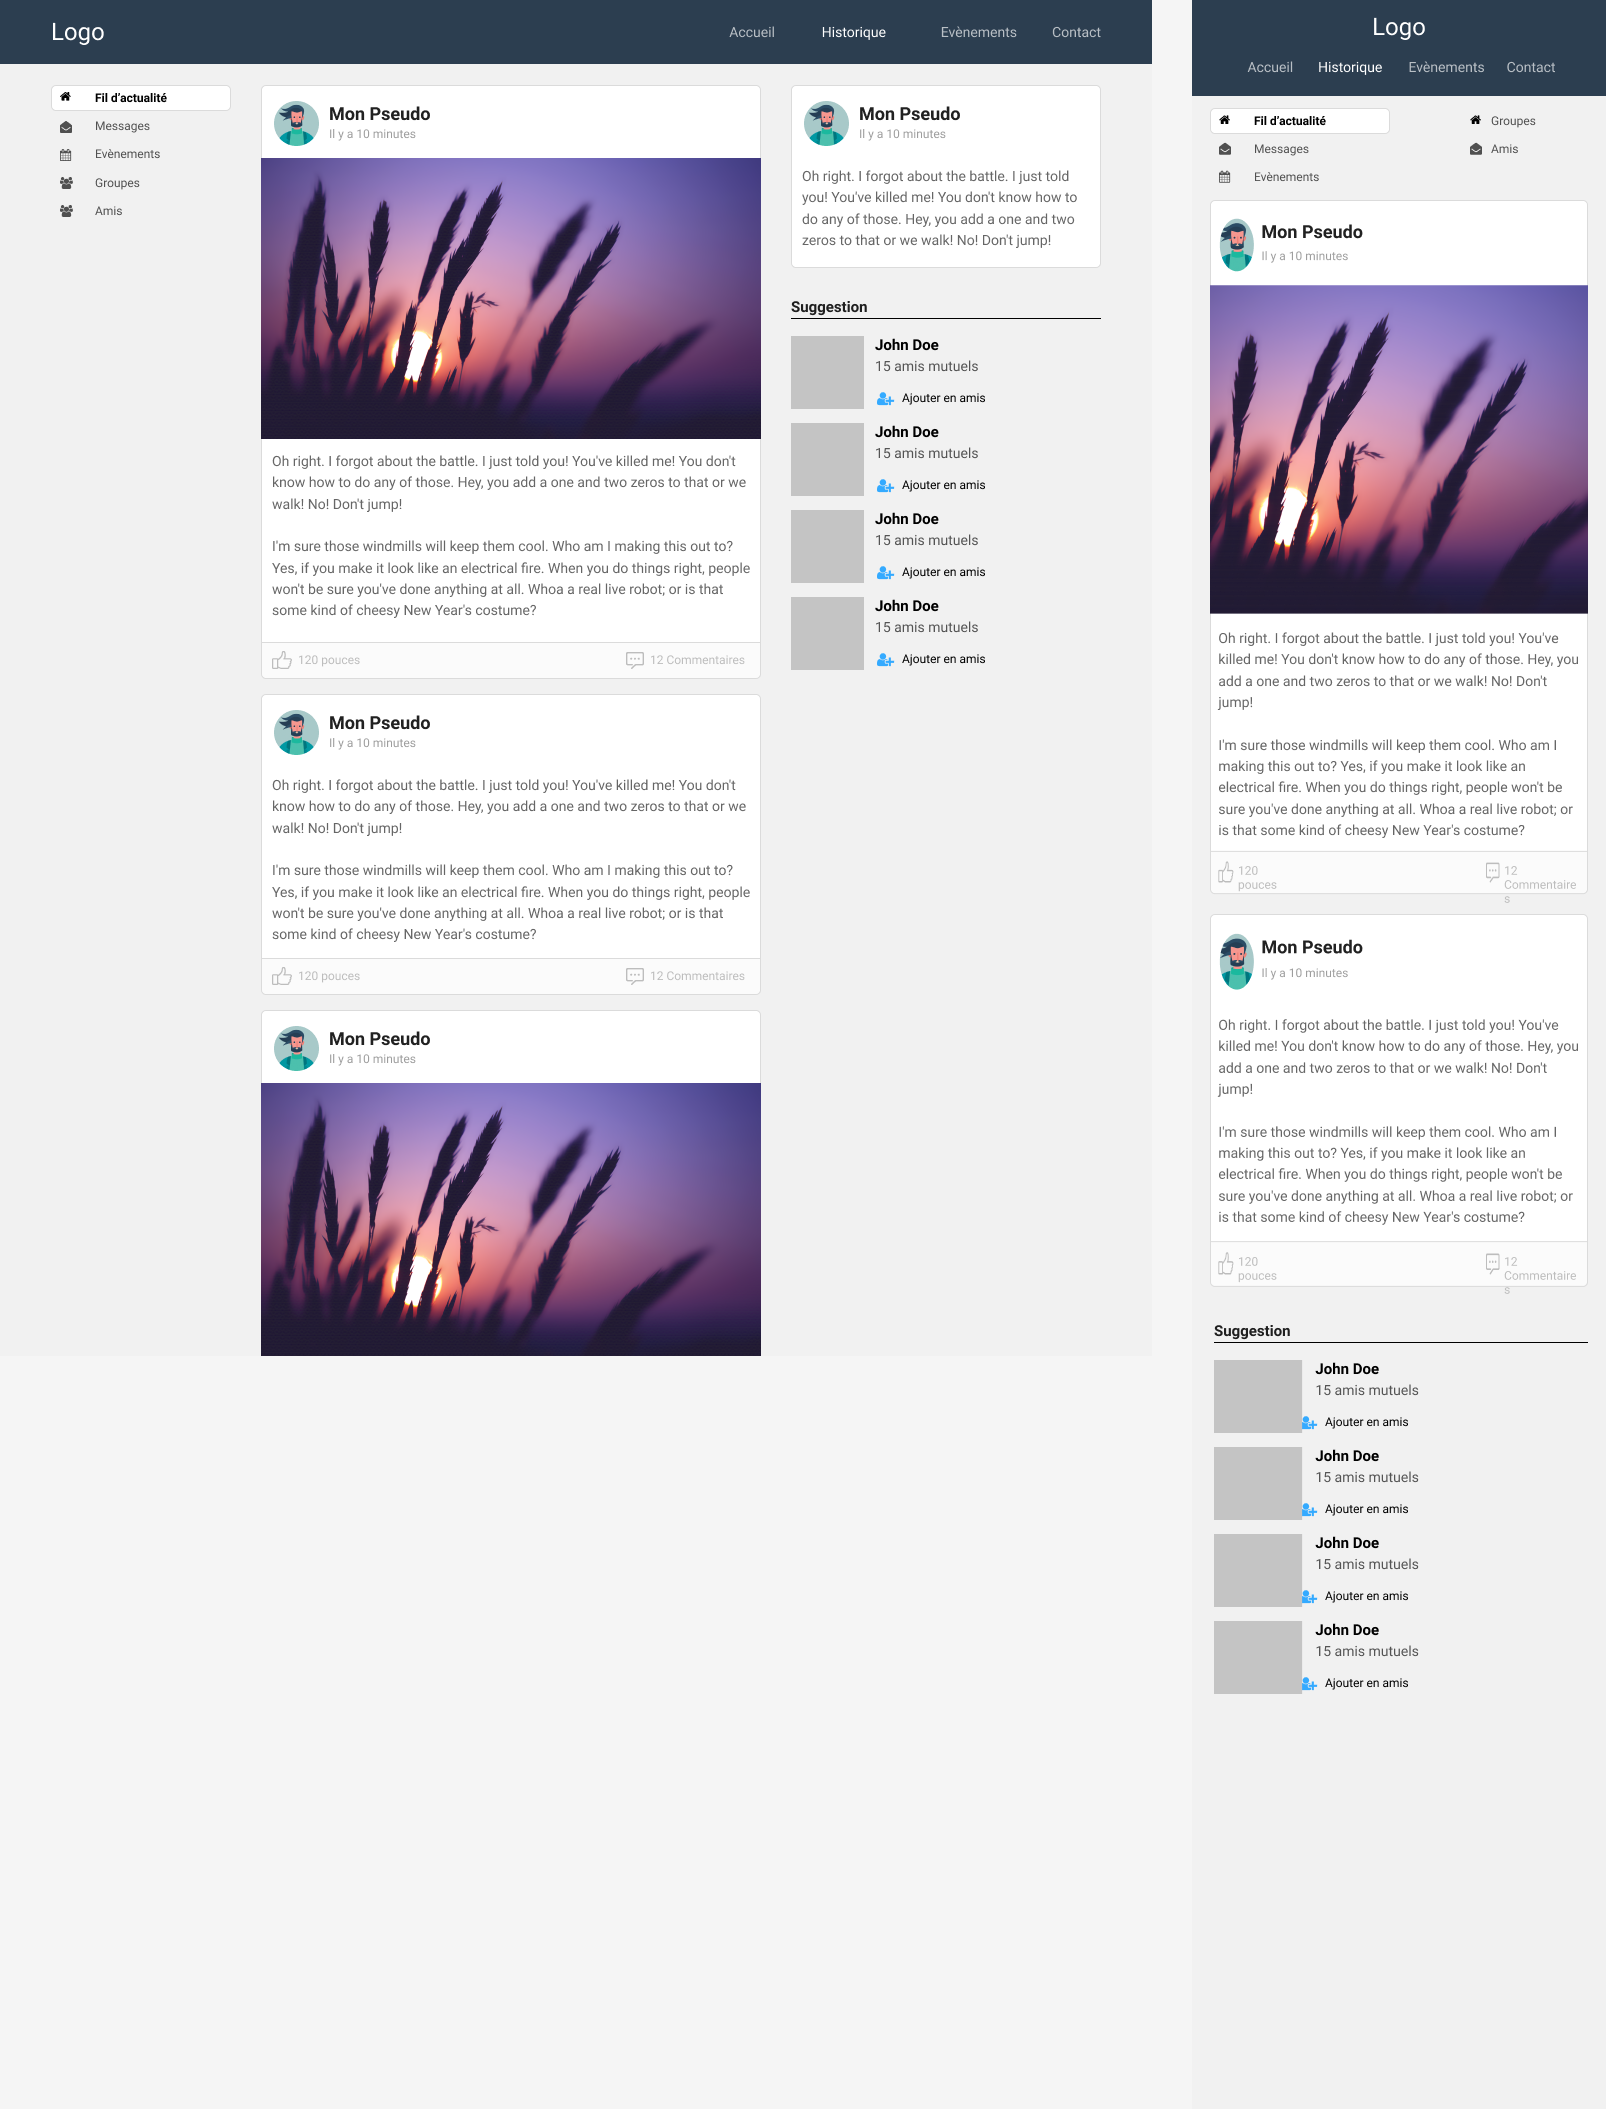 Logo
Accueil Historique Evènements Contact
Fil d'actualité
Messages
Evènements
Groupes
Amis
Mon Pseudo
Il y a 10 minutes
Oh right. I forgot about the battle. I just told you! You've killed me! You don't
know how to do any of those. Hey, you add a one and two zeros to that or we
walk! No! Don't jump!
I'm sure those windmills will keep them cool. Who am I making this out to?
Yes, if you make it look like an electrical fire. When you do things right, people
won't be sure you've done anything at all. Whoa a real live robot; or is that
some kind of cheesy New Year's costume?
120 pouces 12 Commentaires
Mon Pseudo
Il y a 10 minutes
Oh right. I forgot about the battle. I just told you! You've killed me! You don't
know how to do any of those. Hey, you add a one and two zeros to that or we
walk! No! Don't jump!
I'm sure those windmills will keep them cool. Who am I making this out to?
Yes, if you make it look like an electrical fire. When you do things right, people
won't be sure you've done anything at all. Whoa a real live robot; or is that
some kind of cheesy New Year's costume?
120 pouces 12 Commentaires
Mon Pseudo
Il y a 10 minutes
Mon Pseudo
Il y a 10 minutes
Oh right. I forgot about the battle. I just told
you! You've killed me! You don't know how to
do any of those. Hey, you add a one and two
zeros to that or we walk! No! Don't jump!
Suggestion
John Doe
15 amis mutuels
Ajouter en amis
John Doe
15 amis mutuels
Ajouter en amis
John Doe
15 amis mutuels
Ajouter en amis
John Doe
15 amis mutuels
Ajouter en amis
Logo
Accueil Historique Evènements Contact
Fil d'actualité
Messages
Evènements
Groupes
Amis
Mon Pseudo
Il y a 10 minutes
Oh right. I forgot about the battle. I just told you! You've
killed me! You don't know how to do any of those. Hey, you
add a one and two zeros to that or we walk! No! Don't
jump!
I'm sure those windmills will keep them cool. Who am I
making this out to? Yes, if you make it look like an
electrical fire. When you do things right, people won't be
sure you've done anything at all. Whoa a real live robot; or
is that some kind of cheesy New Year's costume?
120
pouces
12
Commentaire
s
Mon Pseudo
Il y a 10 minutes
Oh right. I forgot about the battle. I just told you! You've
killed me! You don't know how to do any of those. Hey, you
add a one and two zeros to that or we walk! No! Don't
jump!
I'm sure those windmills will keep them cool. Who am I
making this out to? Yes, if you make it look like an
electrical fire. When you do things right, people won't be
sure you've done anything at all. Whoa a real live robot; or
is that some kind of cheesy New Year's costume?
120
pouces
12
Commentaire
s
Suggestion
John Doe
15 amis mutuels
Ajouter en amis
John Doe
15 amis mutuels
Ajouter en amis
John Doe
15 amis mutuels
Ajouter en amis
John Doe
15 amis mutuels
Ajouter en amis